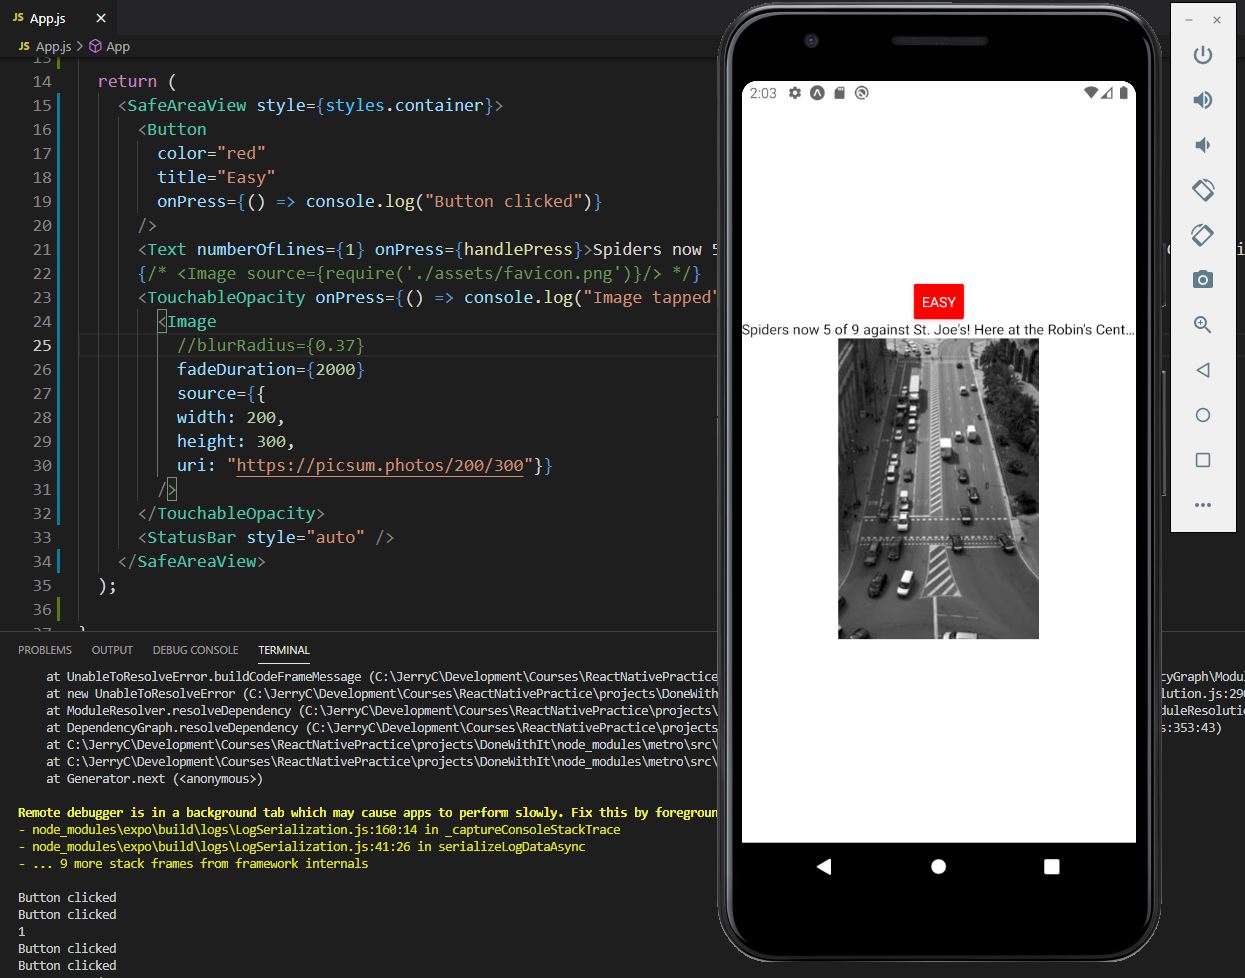 JS App.js ×
JS App.js > App
13
14 return (
15 <SafeAreaView style={styles.container}>
16 <Button
17 color="red"
18 title="Easy"
19 onPress={() => console.log("Button clicked")}
20 />
21 <Text numberOfLines={1} onPress={handlePress}>Spiders now 5
22 {/* <Image source={require('./assets/favicon.png')}/> */}
23 <TouchableOpacity onPress={() => console.log("Image tapped"
24 <Image
25 //blurRadius={0.37}
26 fadeDuration={2000}
27 source={{
28 width: 200,
29 height: 300,
30 uri: "https://picsum.photos/200/300"}}
31 />
32 </TouchableOpacity>
33 <StatusBar style="auto" />
34 </SafeAreaView>
35 );
36
37 }
PROBLEMS OUTPUT DEBUG CONSOLE TERMINAL
at UnableToResolveError.buildCodeFrameMessage (C:\JerryC\Development\Courses\ReactNativePractice cyGraph\Modul
at new UnableToResolveError (C:\JerryC\Development\Courses\ReactNativePractice\projects\DoneWith lution.js:296
at ModuleResolver.resolveDependency (C:\JerryC\Development\Courses\ReactNativePractice\projects\ duleResolutio
at DependencyGraph.resolveDependency (C:\JerryC\Development\Courses\ReactNativePractice\projects s:353:43)
at C:\JerryC\Development\Courses\ReactNativePractice\projects\DoneWithIt\node_modules\metro\src\
at C:\JerryC\Development\Courses\ReactNativePractice\projects\DoneWithIt\node_modules\metro\src\
at Generator.next (<anonymous>)
Remote debugger is in a background tab which may cause apps to perform slowly. Fix this by foregroun
- node_modules\expo\build\logs\LogSerialization.js:160:14 in _captureConsoleStackTrace
- node_modules\expo\build\logs\LogSerialization.js:41:26 in serializeLogDataAsync
- ... 9 more stack frames from framework internals
Button clicked
Button clicked
1
Button clicked
Button clicked
2:03
EASY
Spiders now 5 of 9 against St. Joe's! Here at the Robin's Cent...